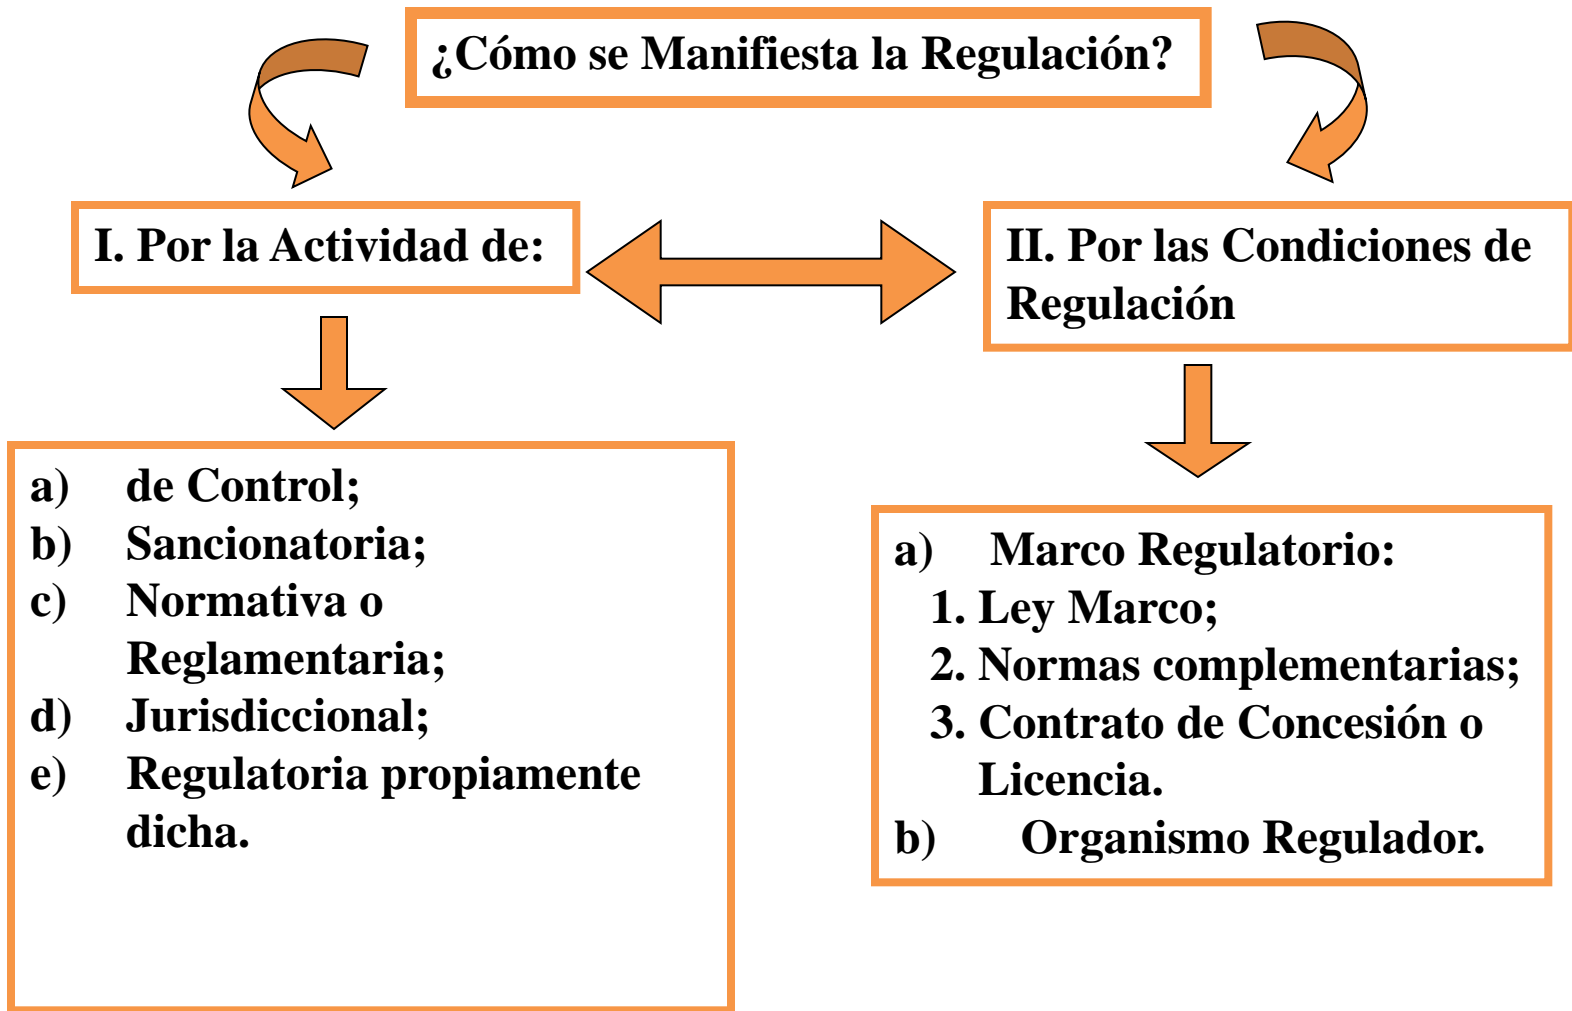 ¿Cómo se Manifiesta la Regulación?
I. Por la Actividad de:
II. Por las Condiciones de
Regulación
a) de Control;
b) Sancionatoria;
c) Normativa o
Reglamentaria;
d) Jurisdiccional;
e) Regulatoria propiamente
dicha.
a) Marco Regulatorio:
1. Ley Marco;
2. Normas complementarias;
3. Contrato de Concesión o
Licencia.
b) Organismo Regulador.